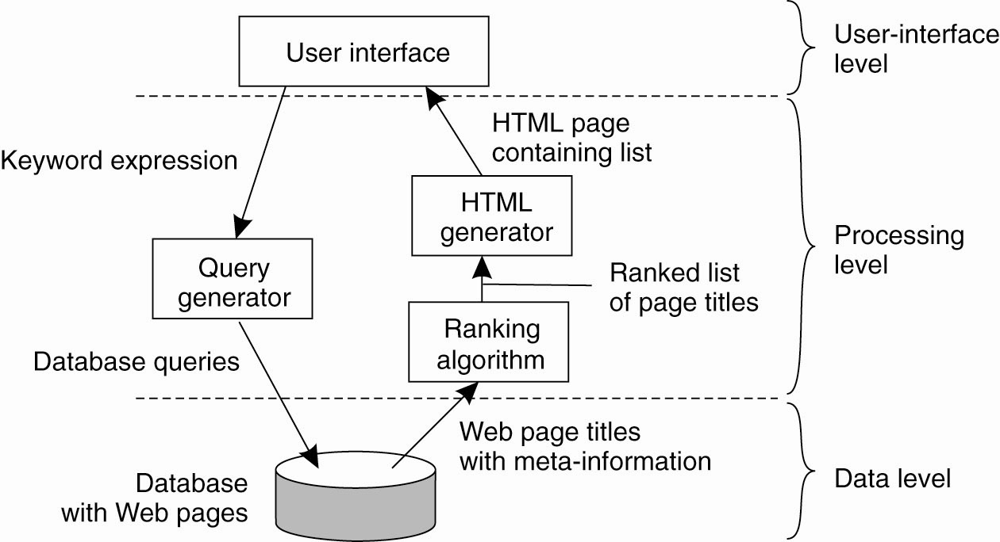 User interface
User-interface
level
HTML page
containing list
Keyword expression
HTML
generator
Processing
level
Query
generator
Ranked list
of page titles
Ranking
algorithm
Database queries
Web page titles
with meta-information
Database
with Web pages
Data level